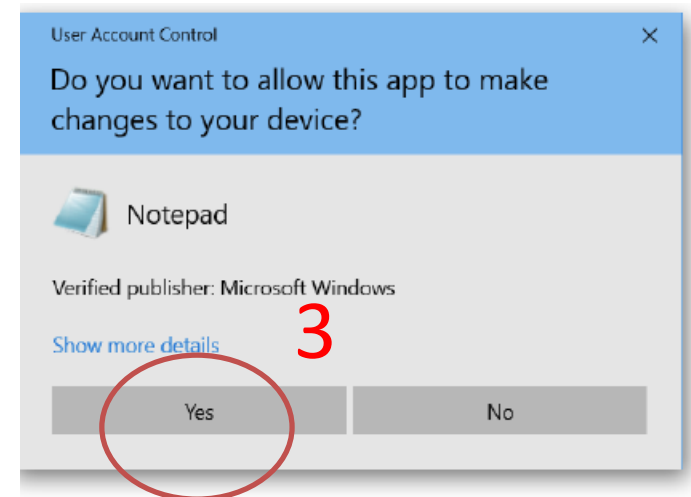 User Account Control
Do you want to allow this app to make
changes to your device?
Notepad
Verified publisher: Microsoft Windows
3
Show more details
Yes
No